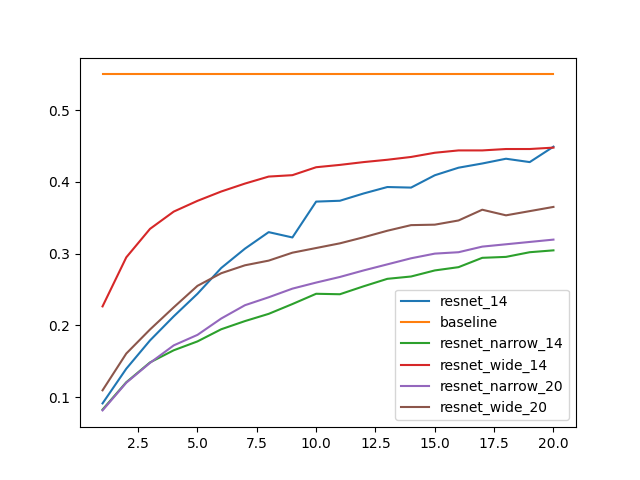 0.5
0.4
0.3
0.2
0.1
resnet_14
baseline
resnet_narrow_14
resnet_wide_14
resnet_narrow_20
resnet_wide_20
2.5 5.0 7.5 10.0 12.5 15.0 17.5 20.0